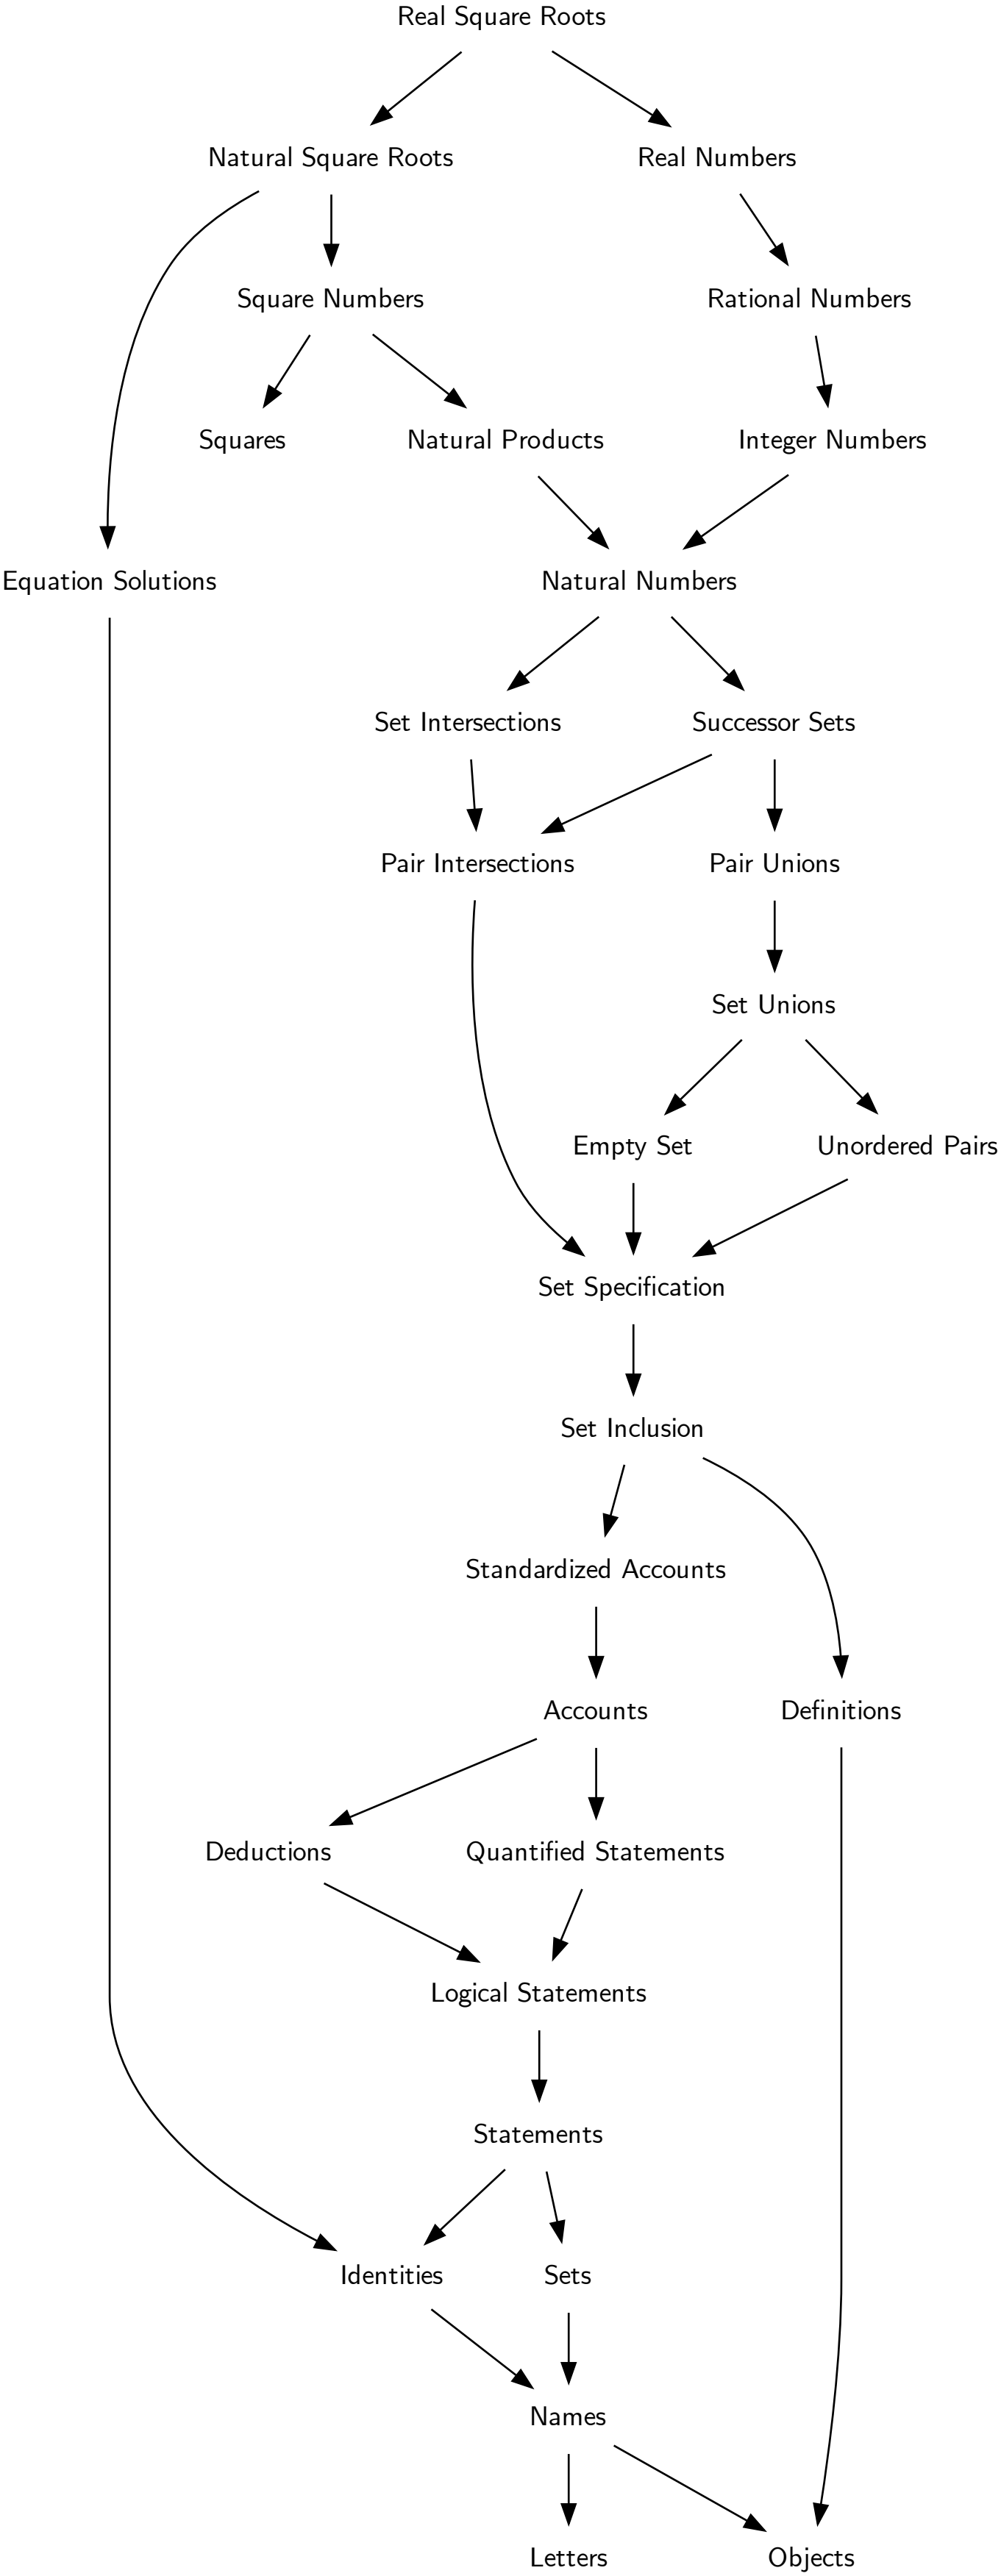 Real Square Roots
Natural Square Roots
Real Numbers
Square Numbers
Rational Numbers
Squares
Natural Products
Integer Numbers
Equation Solutions
Natural Numbers
Set Intersections
Successor Sets
Pair Intersections
Pair Unions
Set Unions
Empty Set
Unordered Pairs
Set Specification
Set Inclusion
Standardized Accounts
Accounts
Definitions
Deductions
Quantified Statements
Logical Statements
Statements
Identities
Sets
Names
Letters
Objects